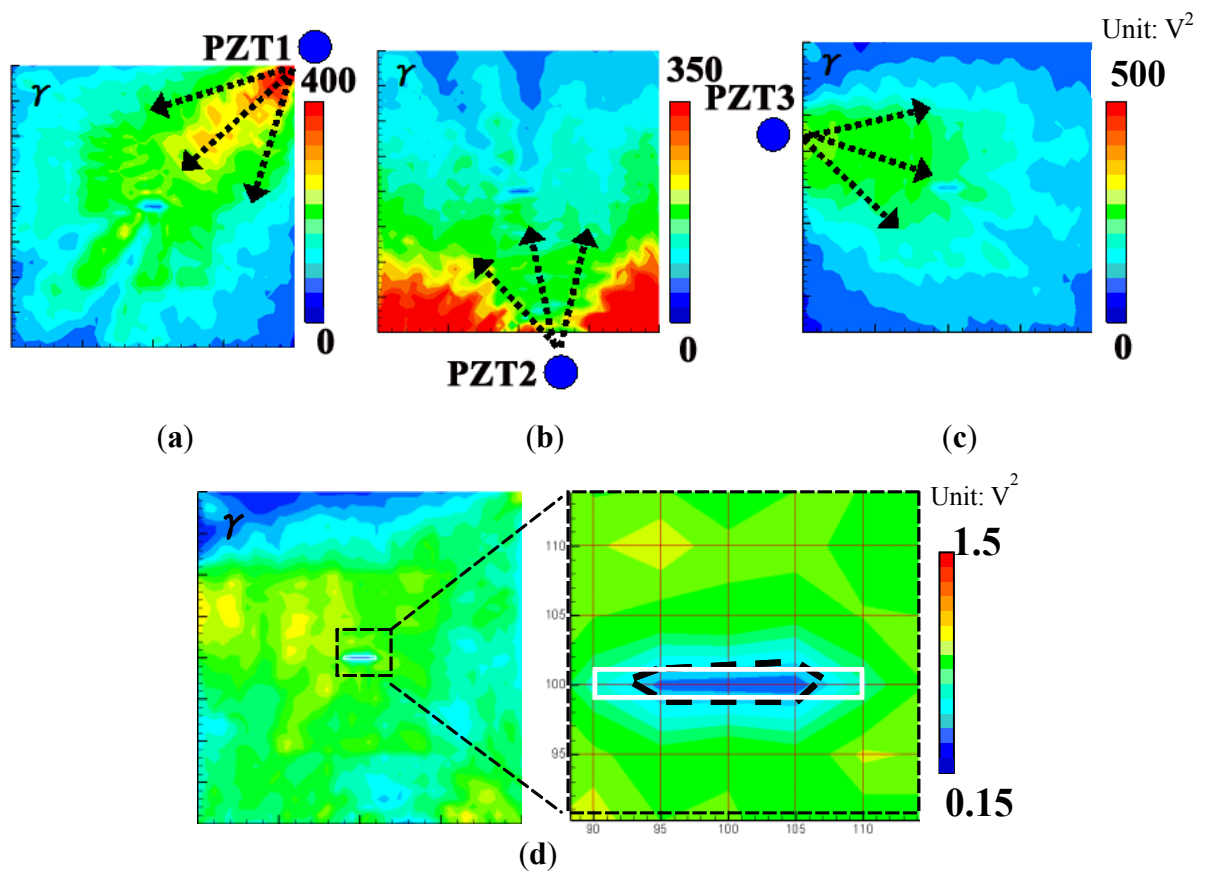 Unit: V2
PZT1
γ
400
0
γ
350
0
PZT2
PZT3
γ
500
0
(a)
(b)
(c)
γ
110
105
100
95
90 95 100 105 110
Unit: V2
1.5
0.15
(d)